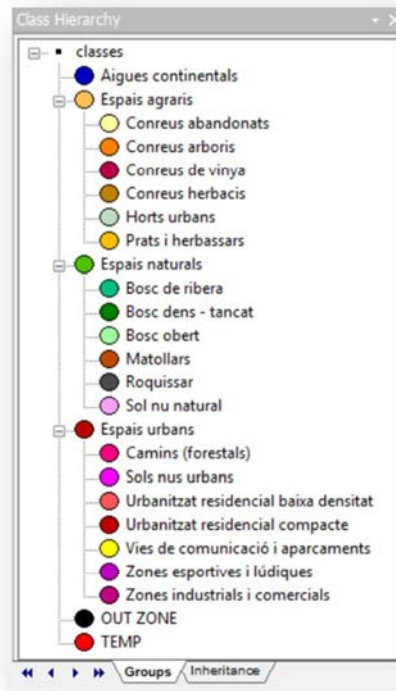 Class Hierarchy
classes
Aigues continentals
Espais agraris
Conreus abandonats
Conreus arboris
Conreus de vinya
Conreus herbacis
Horts urbans
Prats i herbassars
Espais naturals
Bosc de ribera
Bosc dens - tancat
Bosc obert
Matollars
Roquissar
Sol nu natural
Espais urbans
Camins (forestals)
Sols nus urbans
Urbanitzat residencial baixa densitat
Urbanitzat residencial compacte
Vies de comunicació i aparcaments
Zones esportives i lúdiques
Zones industrials i comercials
OUT ZONE
TEMP
Groups Inheritance